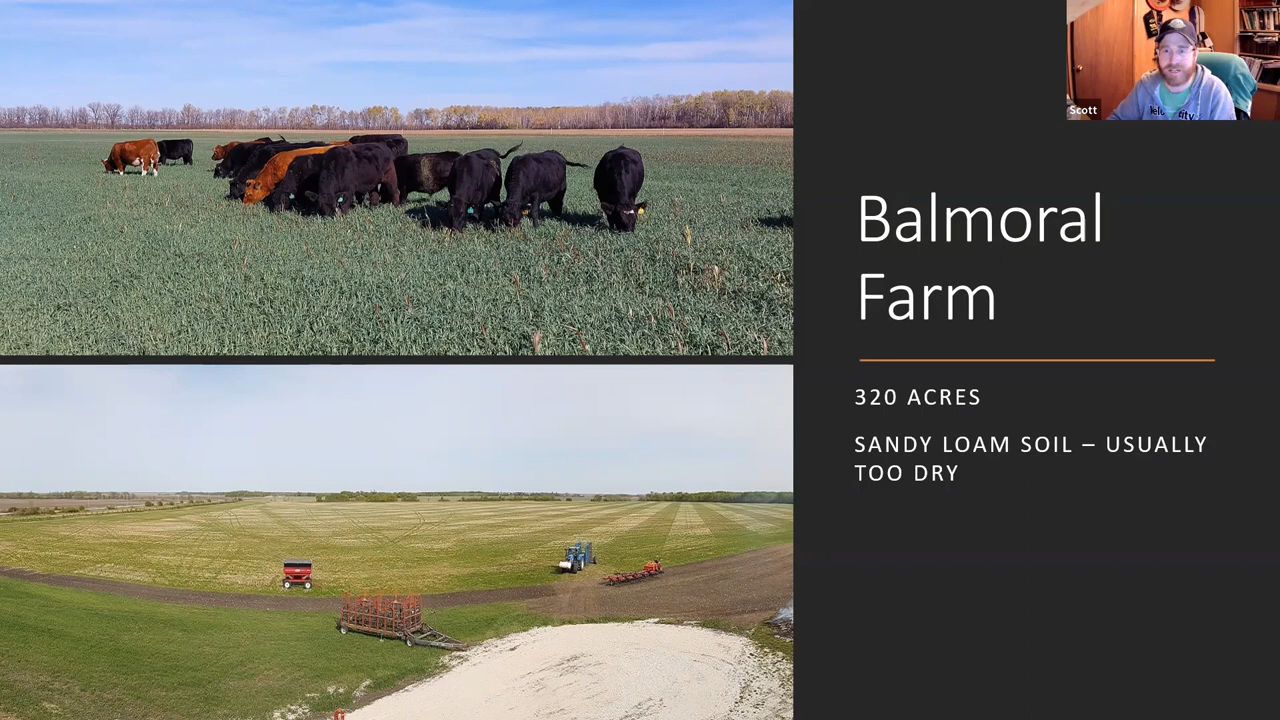 Scott
Balmoral
Farm
320 ACRES
SANDY LOAM SOIL – USUALLY
TOO DRY